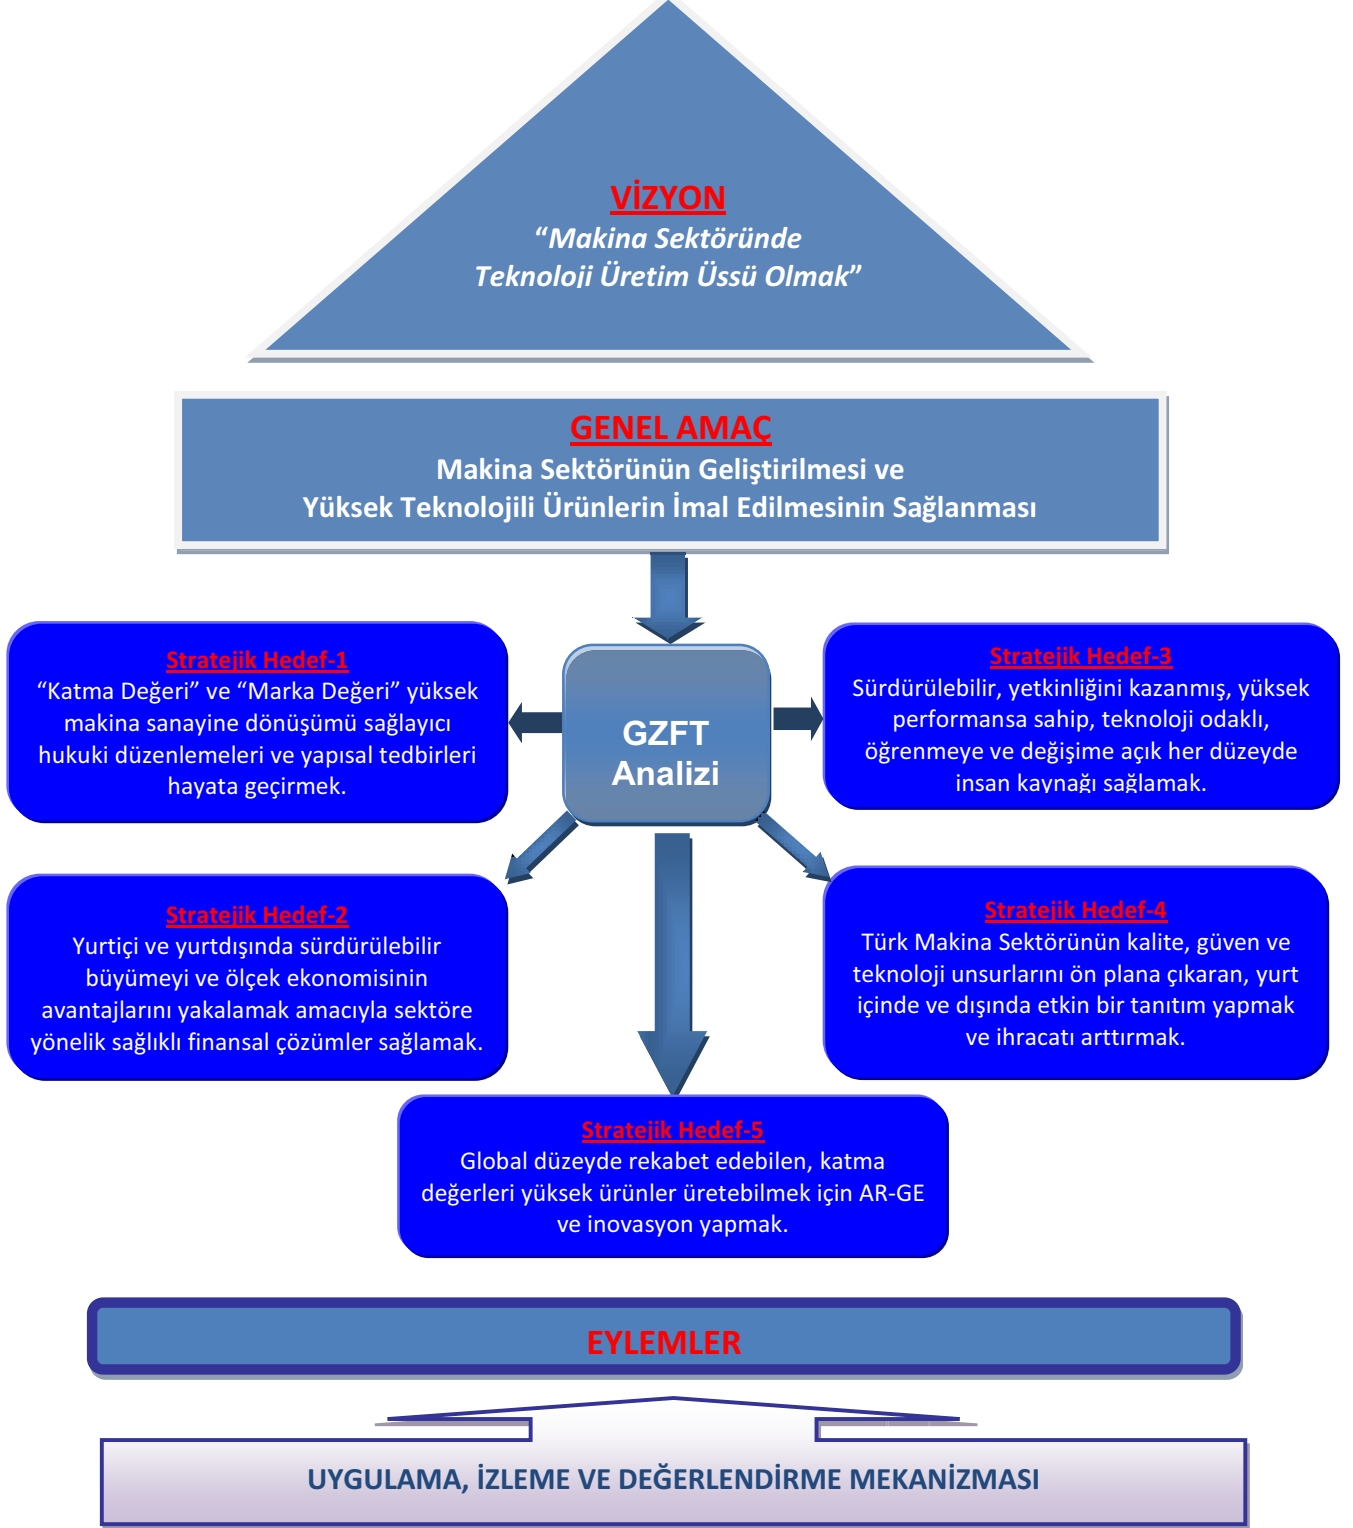 VİZYON
“Makina Sektöründe
Teknoloji Üretim Üssü Olmak”
GENEL AMAÇ
Makina Sektörünün Geliştirilmesi ve
Yüksek Teknolojili Ürünlerin İmal Edilmesinin Sağlanması
GZFT
Analizi
Stratejik Hedef-1
“Katma Değeri” ve “Marka Değeri” yüksek
makina sanayine dönüşümü sağlayıcı
hukuki düzenlemeleri ve yapısal tedbirleri
hayata geçirmek.
Stratejik Hedef-2
Yurtiçi ve yurtdışında sürdürülebilir
büyümeyi ve ölçek ekonomisinin
avantajlarını yakalamak amacıyla sektöre
yönelik sağlıklı finansal çözümler sağlamak.
Stratejik Hedef-3
Sürdürülebilir, yetkinliğini kazanmış, yüksek
performansa sahip, teknoloji odaklı,
öğrenmeye ve değişime açık her düzeyde
insan kaynağı sağlamak.
Stratejik Hedef-4
Türk Makina Sektörünün kalite, güven ve
teknoloji unsurlarını ön plana çıkaran, yurt
içinde ve dışında etkin bir tanıtım yapmak
ve ihracatı arttırmak.
Stratejik Hedef-5
Global düzeyde rekabet edebilen, katma
değerleri yüksek ürünler üretebilmek için AR-GE
ve inovasyon yapmak.
EYLEMLER
UYGULAMA, İZLEME VE DEĞERLENDİRME MEKANİZMASI